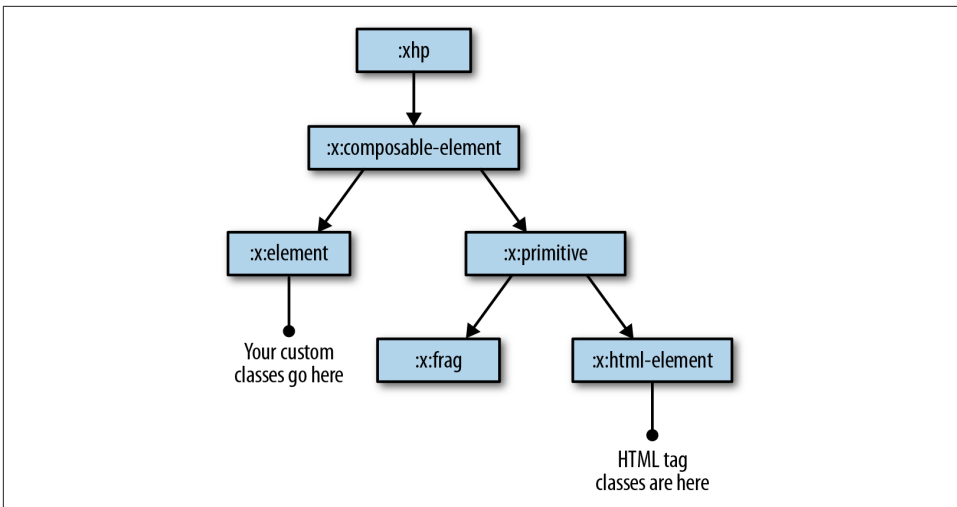 :xhp
:x:composable-element
:x:element
:x:primitive
Your custom
classes go here
:x:frag
:x:html-element
HTML tag
classes are here